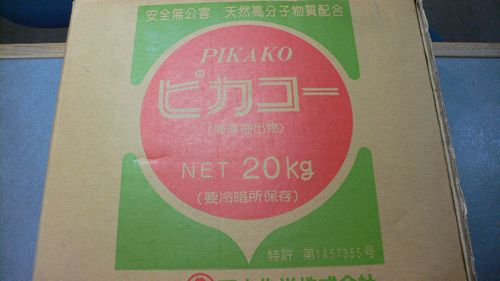 安全無公害 天然高分子物質配合
PIKAKO
ピカコー
〈海藻抽出物〉
NET 20kg
(要冷暗所保存)
特許 第1857355号